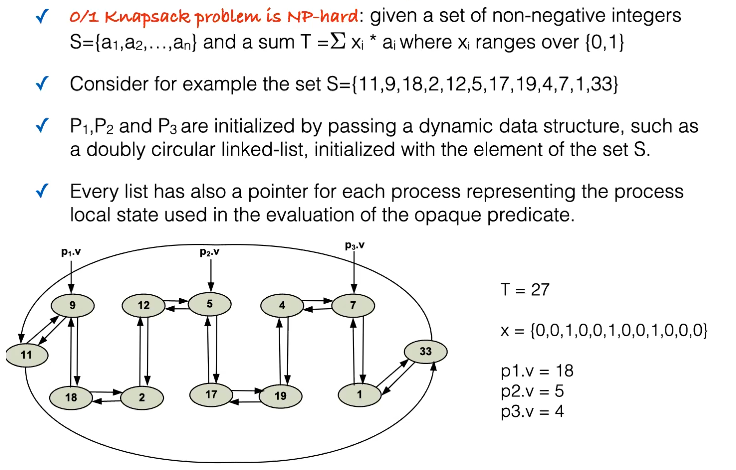 ✓ 0/1 Knapsack problem is NP-hard: given a set of non-negative integers
S={a₁,a₂,...,aₙ} and a sum T =∑ xᵢ * aᵢ where xᵢ ranges over {0,1}
✓ Consider for example the set S={11,9,18,2,12,5,17,19,4,7,1,33}
✓ P₁,P₂ and P₃ are initialized by passing a dynamic data structure, such as
a doubly circular linked-list, initialized with the element of the set S.
✓ Every list has also a pointer for each process representing the process
local state used in the evaluation of the opaque predicate.
p₁.v p₂.v p₃.v
9 12 5 4 7
11 33
18 2 17 19 1
T = 27
x = {0,0,1,0,0,1,0,0,1,0,0,0}
p1.v = 18
p2.v = 5
p3.v = 4